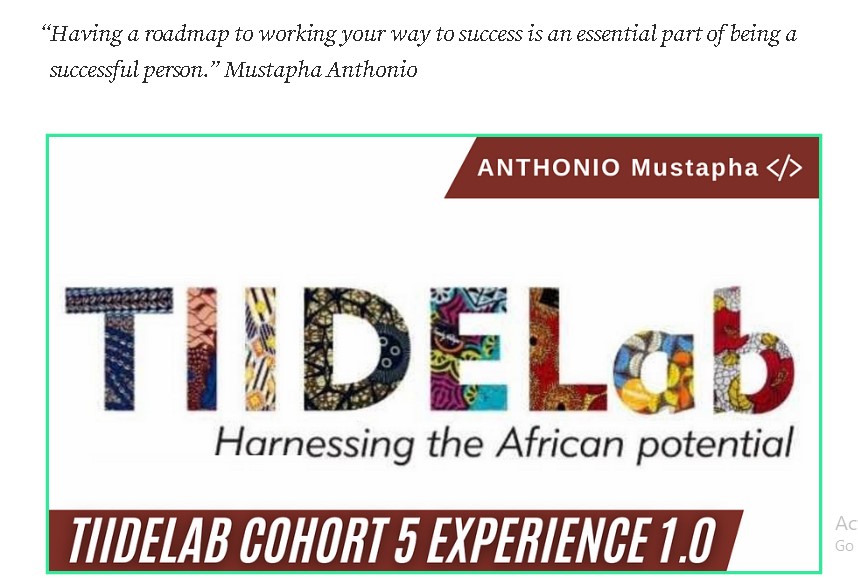 “Having a roadmap to working your way to success is an essential part of being a
successful person.” Mustapha Anthonio
ANTHONIO Mustapha </>
TIIDELab
Harnessing the African potential
TIIDELAB COHORT 5 EXPERIENCE 1.0
Ac
Go